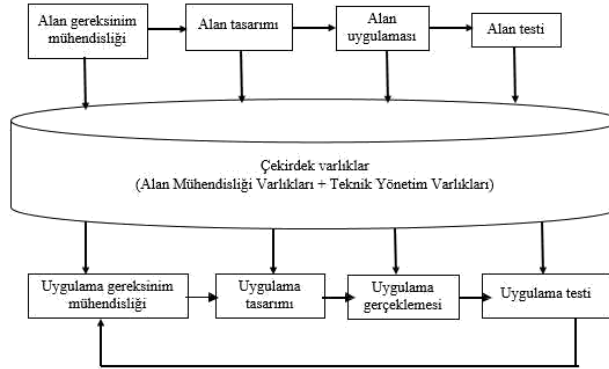 Alan gereksinim
mühendisliği
Alan tasarımı
Alan
uygulaması
Alan testi
Çekirdek varlıklar
(Alan Mühendisliği Varlıkları + Teknik Yönetim Varlıkları)
Uygulama gereksinim
mühendisliği
Uygulama
tasarımı
Uygulama
gerçeklemesi
Uygulama testi